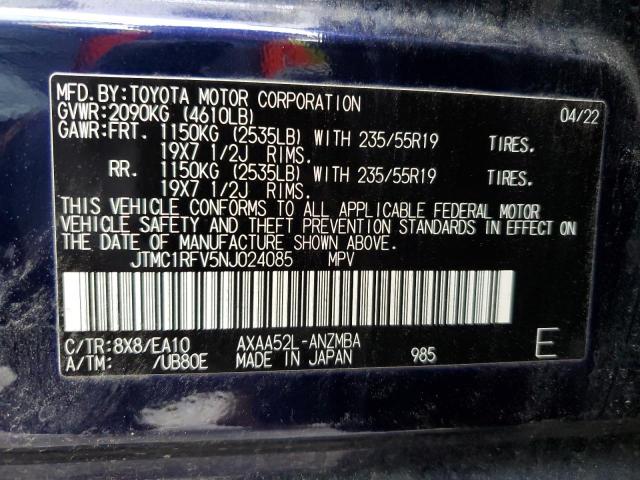 MFD.BY:TOYOTA MOTOR CORPORATION 04/22
GVWR:2090KG (4610LB)
GAWR:FRT. 1150KG (2535LB) WITH 235/55R19 TIRES.
19X7 1/2J RIMS.
RR. 1150KG (2535LB) WITH 235/55R19 TIRES.
19X7 1/2J RIMS.
THIS VEHICLE CONFORMS TO ALL APPLICABLE FEDERAL MOTOR
VEHICLE SAFETY AND THEFT PREVENTION STANDARDS IN EFFECT ON
THE DATE OF MANUFACTURE SHOWN ABOVE.
JTMC1RFV5NJ024085 MPV
C/TR:8X8/EA10 AXAA52L-ANZMBA
A/TM: /UB80E MADE IN JAPAN 985 E